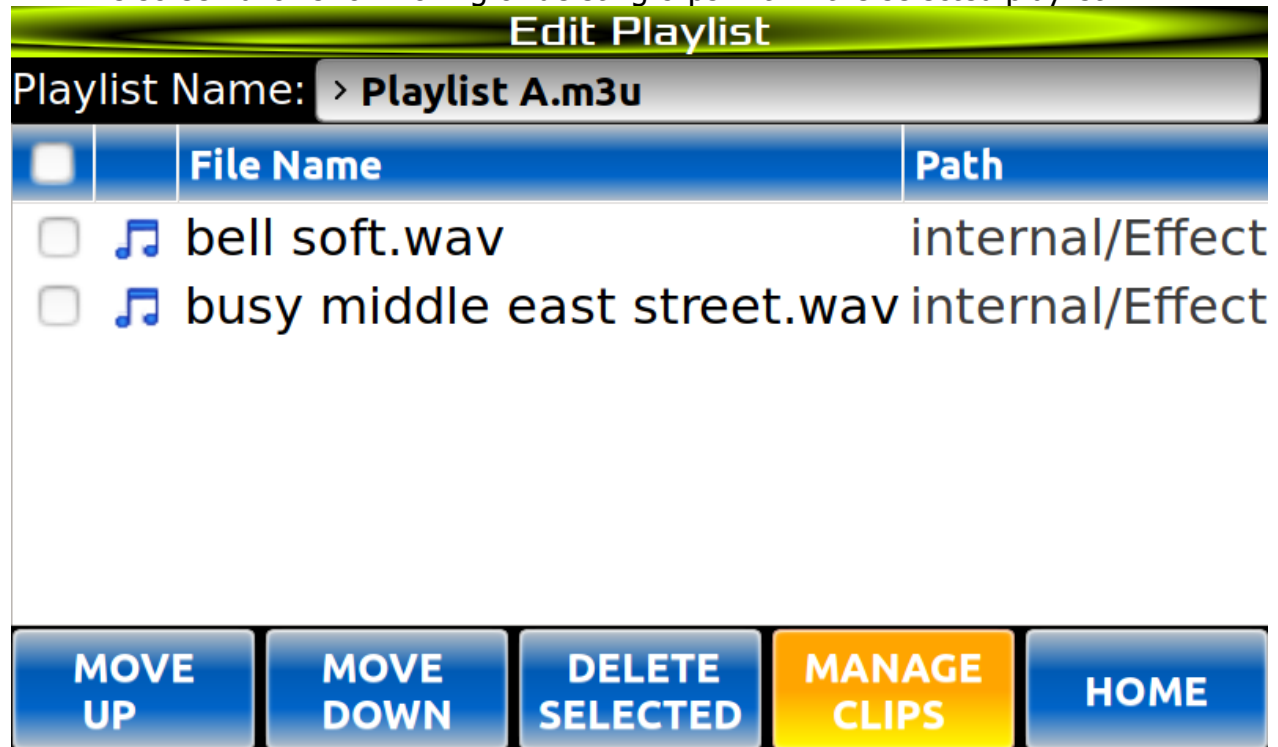 Edit Playlist
Playlist Name: > Playlist A.m3u
File Name Path
bell soft.wav internal/Effect
busy middle east street.wav internal/Effect
MOVE UP
MOVE DOWN
DELETE SELECTED
MANAGE CLIPS
HOME